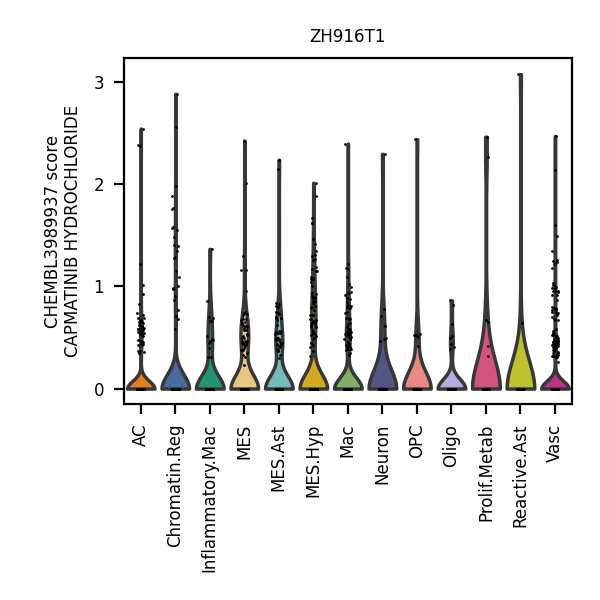 ZH916T1
CHEMBL3989937 score
CAPMATINIB HYDROCHLORIDE
3
2
1
0
AC
Chromatin.Reg
Inflammatory.Mac
MES
MES.Ast
MES.Hyp
Mac
Neuron
OPC
Oligo
Prolif.Metab
Reactive.Ast
Vasc